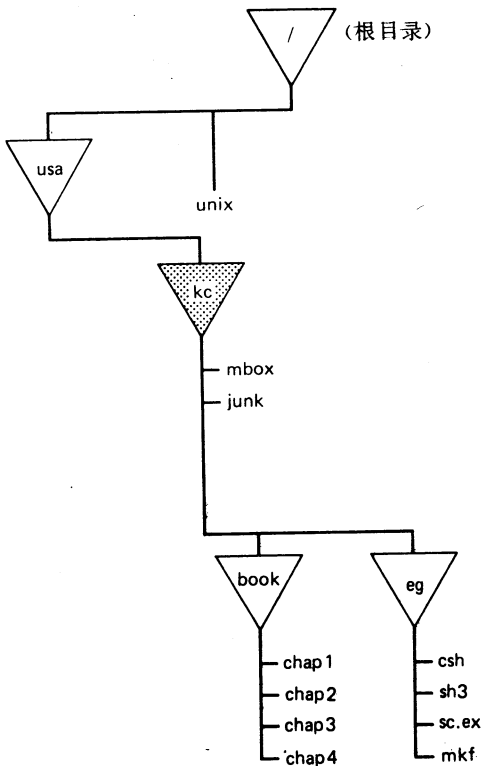 / (根目录)
usa
unix
kc
mbox
junk
book
eg
chap1
chap2
chap3
chap4
csh
sh3
sc.ex
mkf